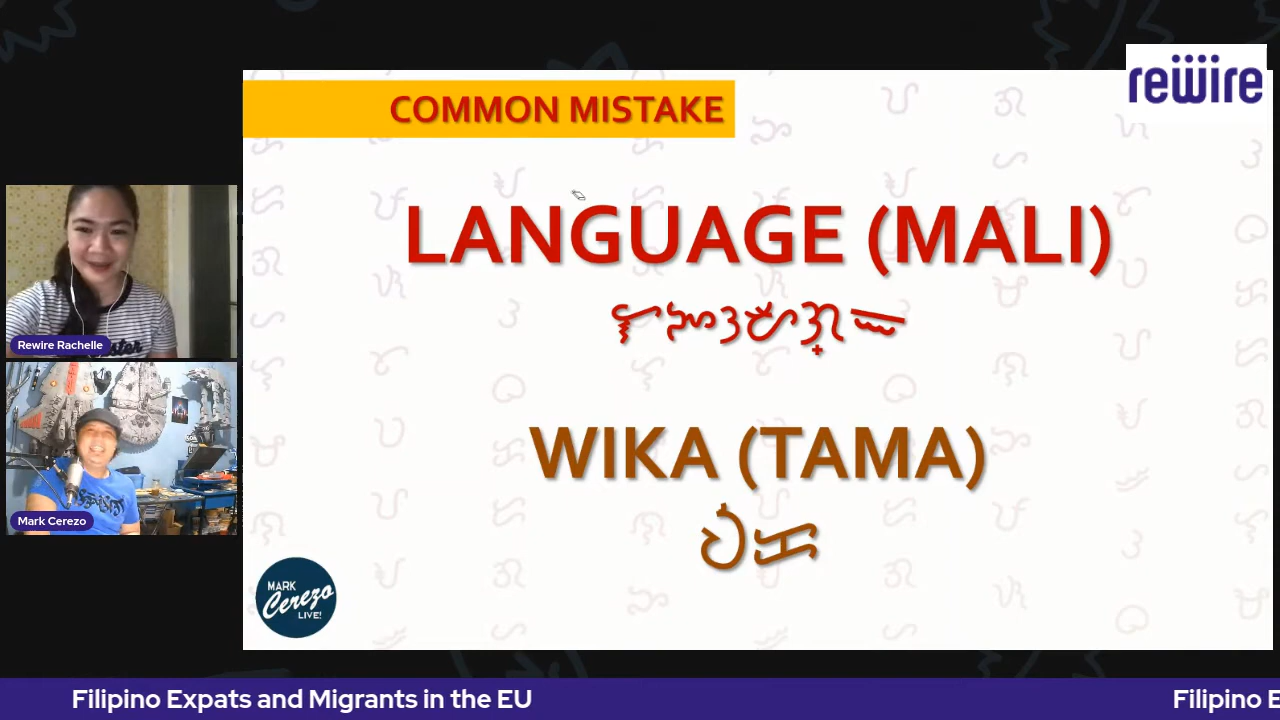 rewire
COMMON MISTAKE
LANGUAGE (MALI)
WIKA (TAMA)
ᜏᜒᜃ
Rewire Rachelle
Mark Cerezo
MARK
Cerezo
LIVE!
Filipino Expats and Migrants in the EU
Filipino E